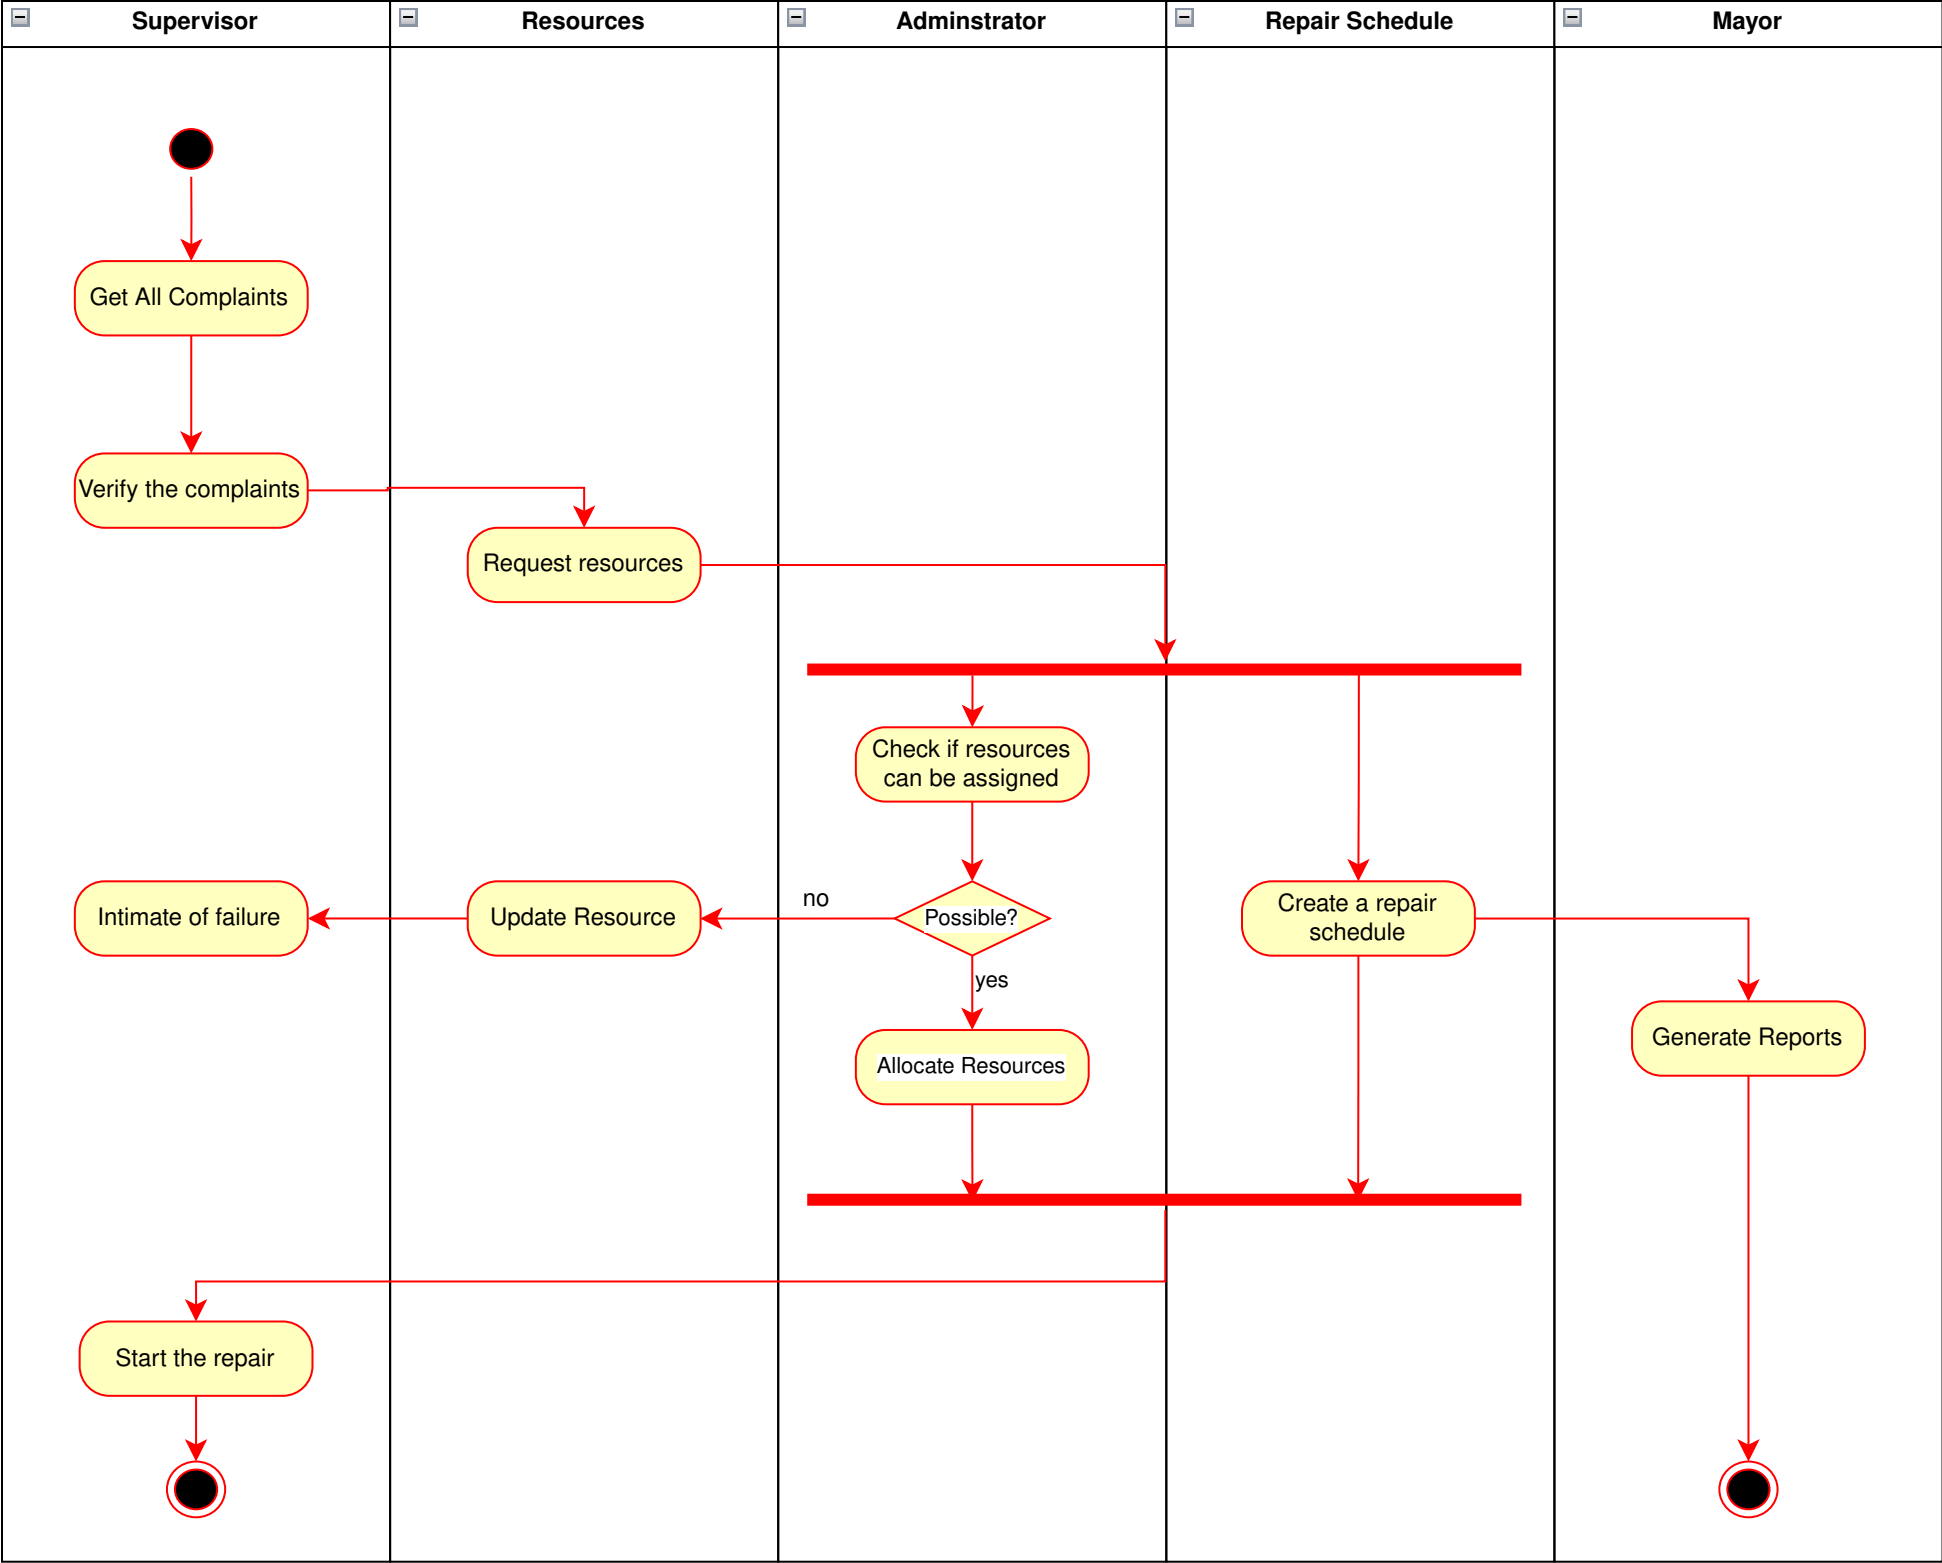 Supervisor
Resources
Adminstrator
Repair Schedule
Mayor
Get All Complaints
Verify the complaints
Request resources
Check if resources
can be assigned
Intimate of failure
Update Resource
no
Possible?
Create a repair
schedule
yes
Generate Reports
Allocate Resources
Start the repair